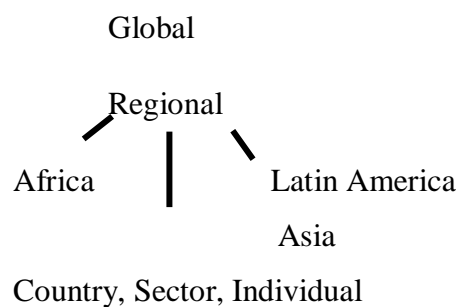 Global
Regional
Africa Latin America
Asia
Country, Sector, Individual